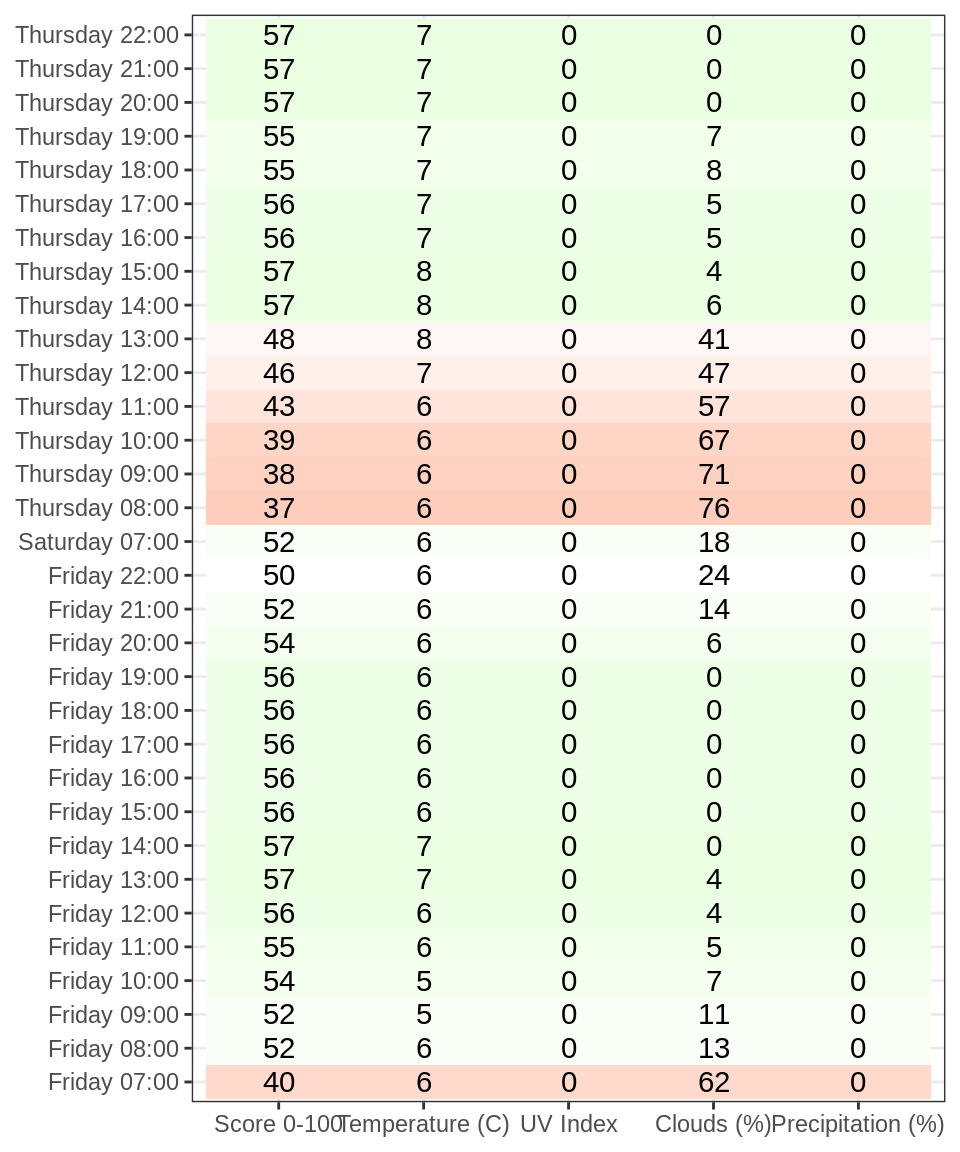 Thursday 22:00 57 7 0 0 0
Thursday 21:00 57 7 0 0 0
Thursday 20:00 57 7 0 0 0
Thursday 19:00 55 7 0 7 0
Thursday 18:00 55 7 0 8 0
Thursday 17:00 56 7 0 5 0
Thursday 16:00 56 7 0 5 0
Thursday 15:00 57 8 0 4 0
Thursday 14:00 57 8 0 6 0
Thursday 13:00 48 8 0 41 0
Thursday 12:00 46 7 0 47 0
Thursday 11:00 43 6 0 57 0
Thursday 10:00 39 6 0 67 0
Thursday 09:00 38 6 0 71 0
Thursday 08:00 37 6 0 76 0
Saturday 07:00 52 6 0 18 0
Friday 22:00 50 6 0 24 0
Friday 21:00 52 6 0 14 0
Friday 20:00 54 6 0 6 0
Friday 19:00 56 6 0 0 0
Friday 18:00 56 6 0 0 0
Friday 17:00 56 6 0 0 0
Friday 16:00 56 6 0 0 0
Friday 15:00 56 6 0 0 0
Friday 14:00 57 7 0 0 0
Friday 13:00 57 7 0 4 0
Friday 12:00 56 6 0 4 0
Friday 11:00 55 6 0 5 0
Friday 10:00 54 5 0 7 0
Friday 09:00 52 5 0 11 0
Friday 08:00 52 6 0 13 0
Friday 07:00 40 6 0 62 0
Score 0-100 Temperature (C) UV Index Clouds (%) Precipitation (%)